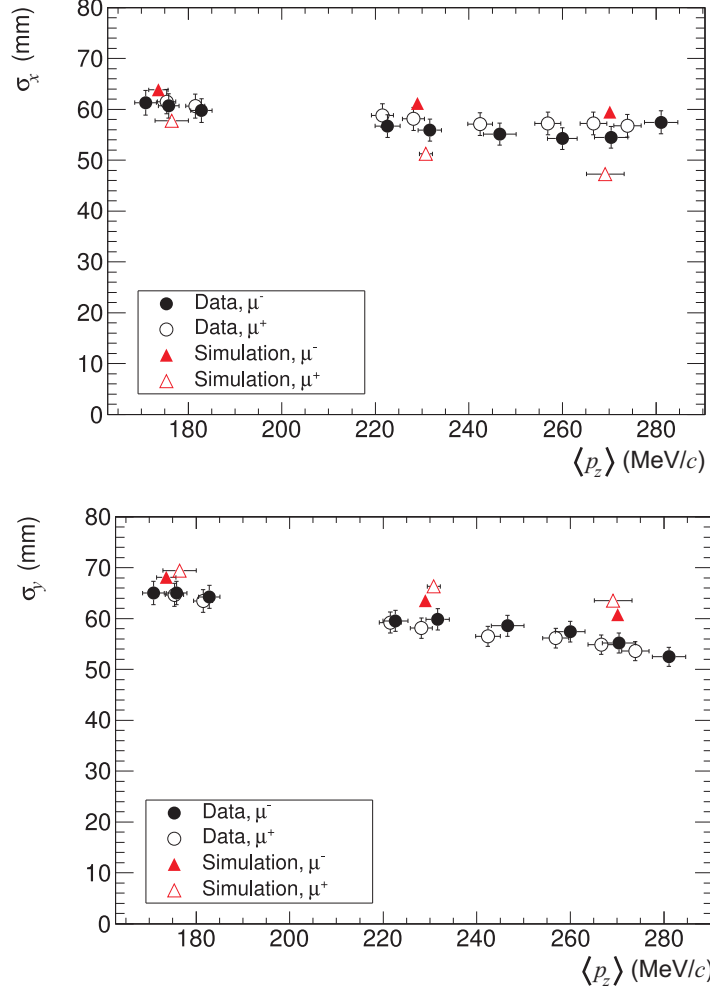 σx (mm)
80
70
60
50
40
30
20
10
0
Data, μ-
Data, μ+
Simulation, μ-
Simulation, μ+
180 200 220 240 260 280
⟨pz⟩ (MeV/c)
σy (mm)
80
70
60
50
40
30
20
10
0
Data, μ-
Data, μ+
Simulation, μ-
Simulation, μ+
180 200 220 240 260 280
⟨pz⟩ (MeV/c)